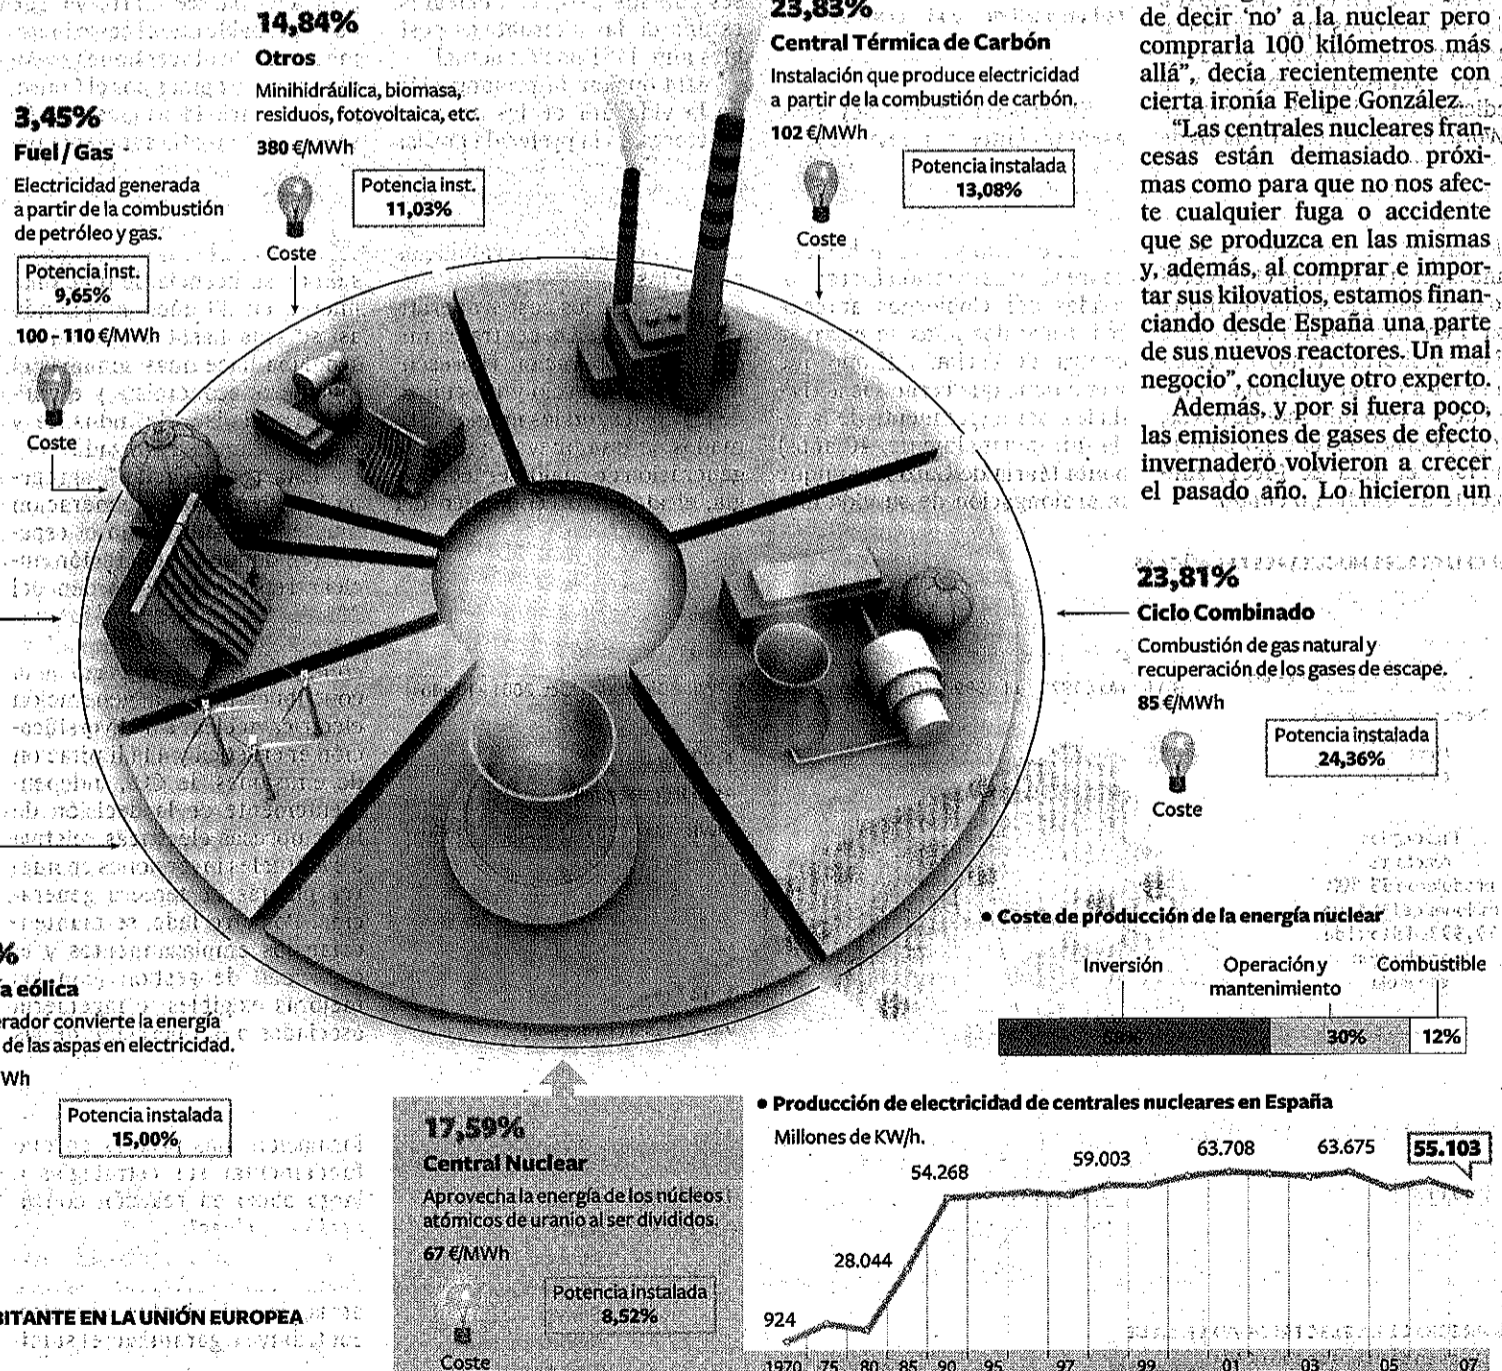 14,84%
Otros
Minihidráulica, biomasa,
residuos, fotovoltaica, etc.
380 €/MWh
Potencia inst.
11,03%
Coste
3,45%
Fuel / Gas
Electricidad generada
a partir de la combustión
de petróleo y gas.
Potencia inst.
9,65%
100 - 110 €/MWh
Coste
23,83%
Central Térmica de Carbón
Instalación que produce electricidad
a partir de la combustión de carbón.
102 €/MWh
Potencia instalada
13,08%
Coste
de decir ‘no’ a la nuclear pero
comprarla 100 kilómetros más
allá”, decía recientemente con
cierta ironía Felipe González.
“Las centrales nucleares fran-
cesas están demasiado próxi-
mas como para que no nos afec-
te cualquier fuga o accidente
que se produzca en las mismas
y, además, al comprar e impor-
tar sus kilovatios, estamos finan-
ciando desde España una parte
de sus nuevos reactores. Un mal
negocio”, concluye otro experto.
Además, y por si fuera poco,
las emisiones de gases de efecto
invernadero volvieron a crecer
el pasado año. Lo hicieron un
23,81%
Ciclo Combinado
Combustión de gas natural y
recuperación de los gases de escape.
85 €/MWh
Potencia instalada
24,36%
Coste
%
a eólica
erador convierte la energía
de las aspas en electricidad.
Wh
Potencia instalada
15,00%
17,59%
Central Nuclear
Aprovecha la energía de los núcleos
atómicos de uranio al ser divididos.
67 €/MWh
Potencia instalada
8,52%
Coste
• Coste de producción de la energía nuclear
Inversión Operación y mantenimiento Combustible
30% 12%
• Producción de electricidad de centrales nucleares en España
Millones de KW/h.
924 28.044 54.268 59.003 63.708 63.675 55.103
1970 75 80 85 90 95 97 99 01 03 05 07
BITANTE EN LA UNIÓN EUROPEA